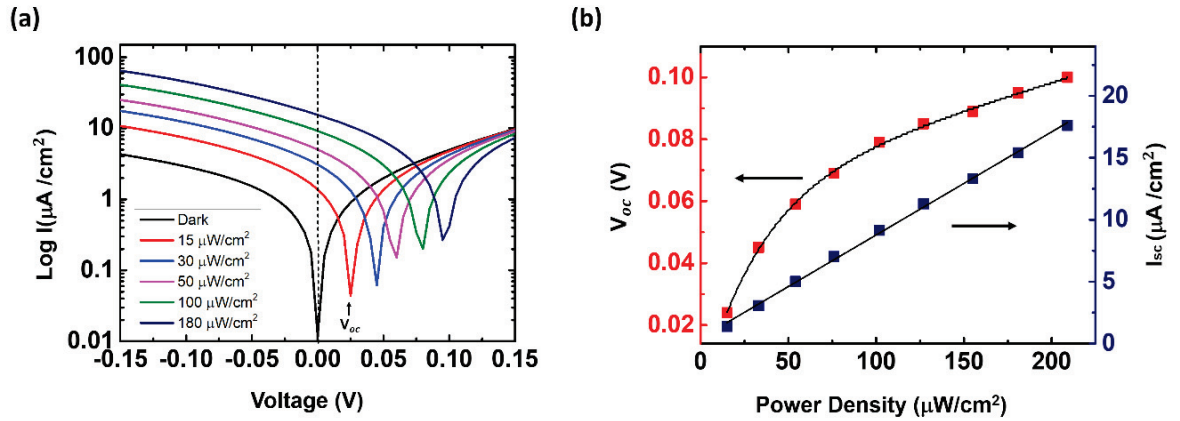 (a)
Log I(μA /cm²)
100
10
1
0.1
0.01
Dark
15 μW/cm²
30 μW/cm²
50 μW/cm²
100 μW/cm²
180 μW/cm²
Voc
-0.15 -0.10 -0.05 0.00 0.05 0.10 0.15
Voltage (V)
(b)
Voc (V)
0.10
0.08
0.06
0.04
0.02
20
15
10
5
0
Isc (μA /cm²)
0 50 100 150 200
Power Density (μW/cm²)